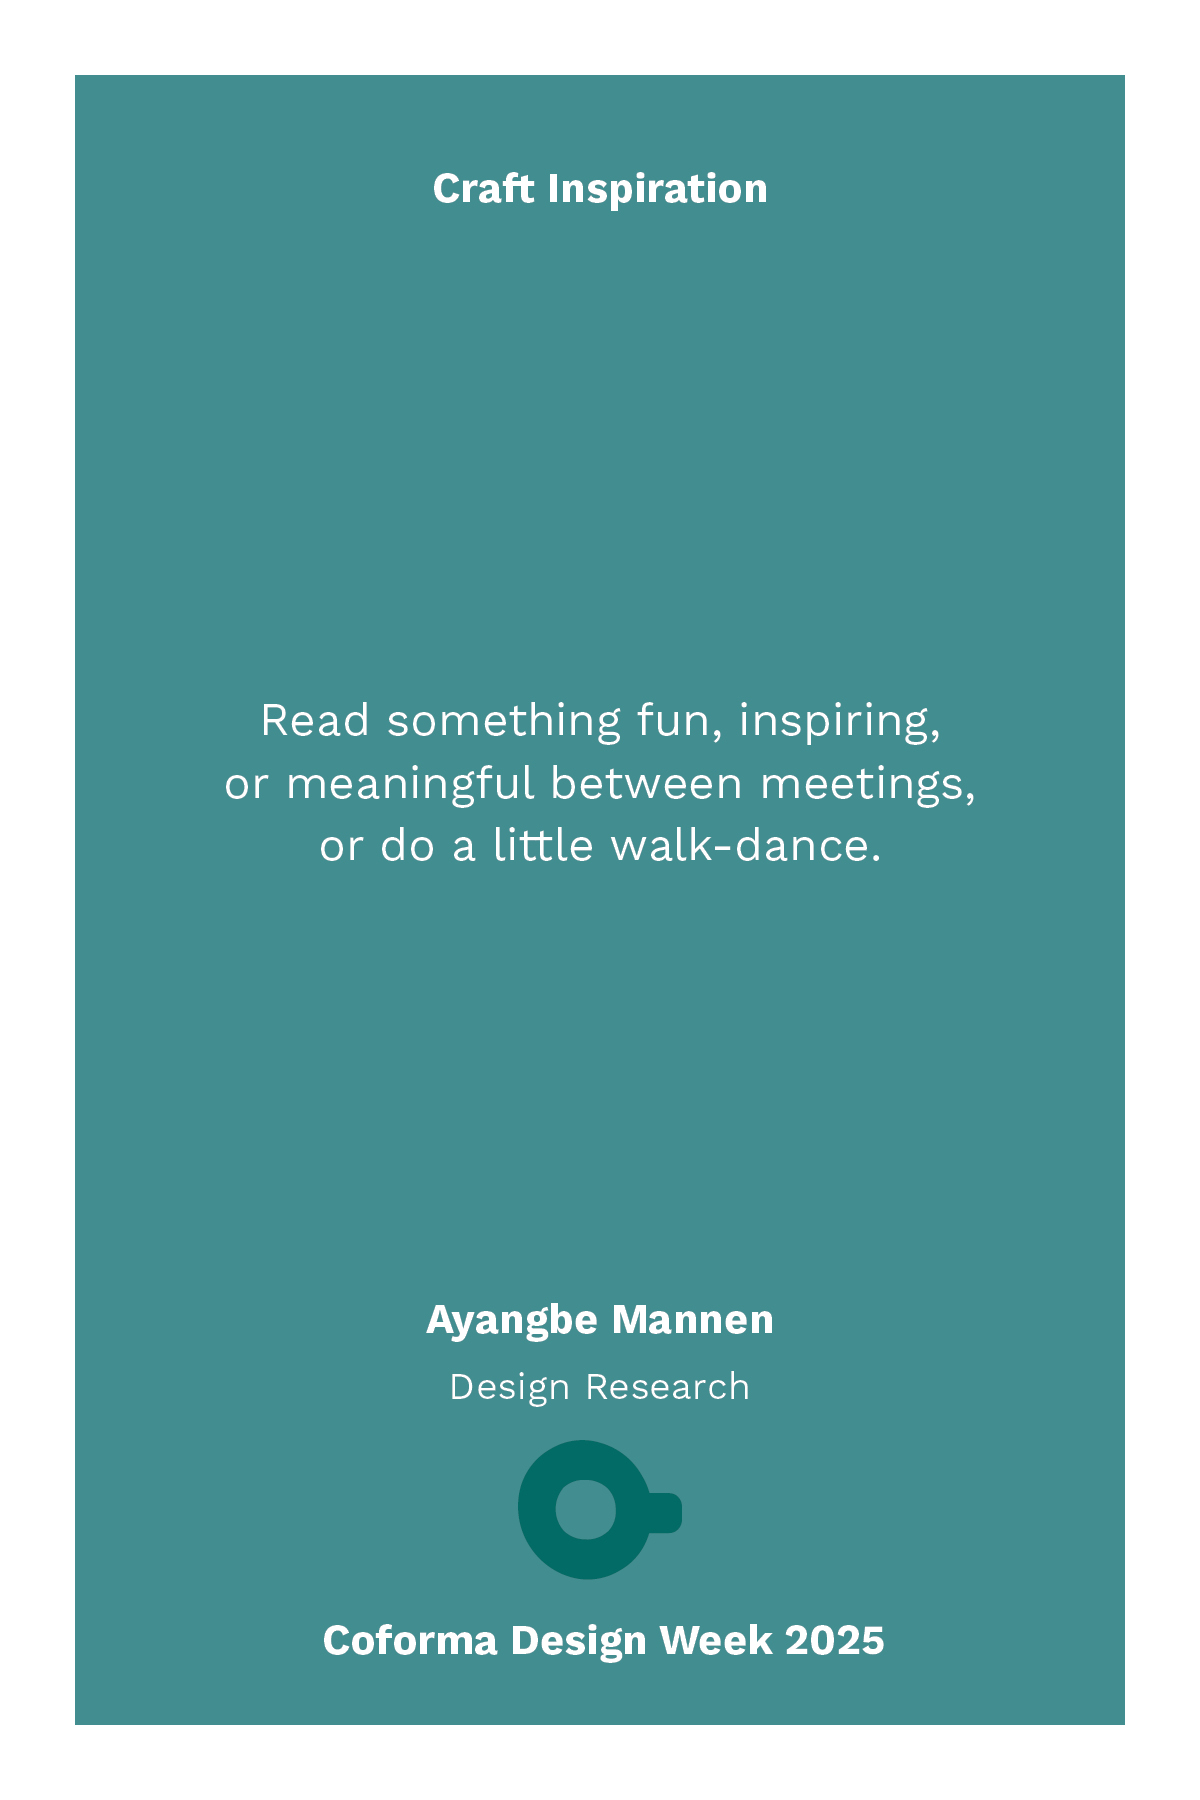 Craft Inspiration
Read something fun, inspiring,
or meaningful between meetings,
or do a little walk-dance.
Ayangbe Mannen
Design Research
Coforma Design Week 2025